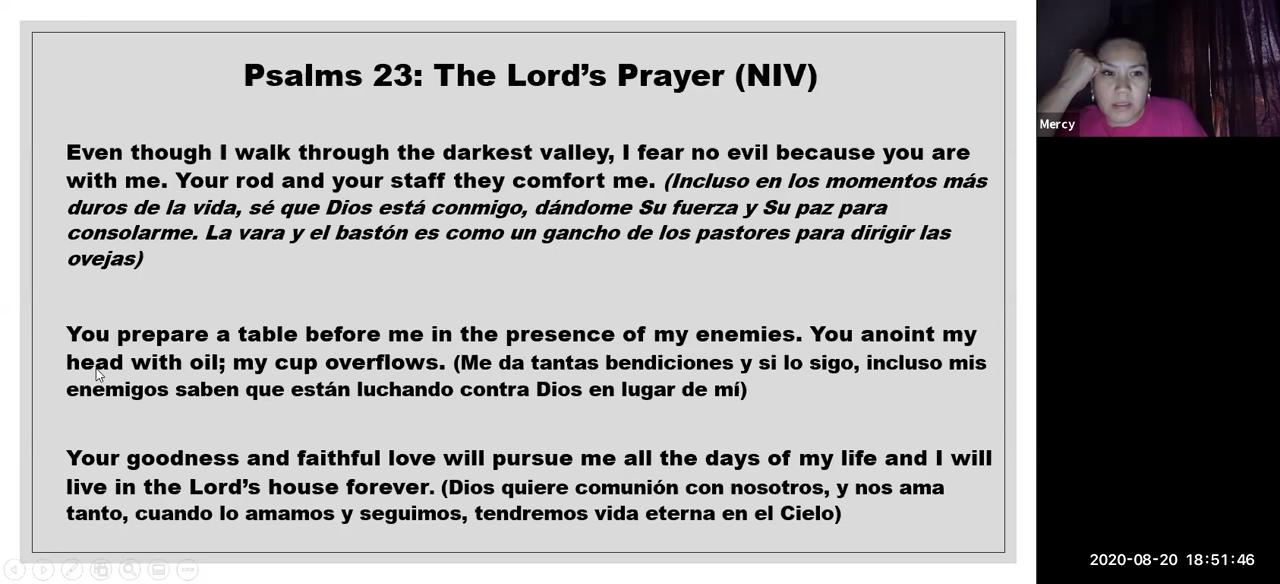 Psalms 23: The Lord's Prayer (NIV)
Even though I walk through the darkest valley, I fear no evil because you are
with me. Your rod and your staff they comfort me. (Incluso en los momentos más
duros de la vida, sé que Dios está conmigo, dándome Su fuerza y Su paz para
consolarme. La vara y el bastón es como un gancho de los pastores para dirigir las
ovejas)
You prepare a table before me in the presence of my enemies. You anoint my
head with oil; my cup overflows. (Me da tantas bendiciones y si lo sigo, incluso mis
enemigos saben que están luchando contra Dios en lugar de mí)
Your goodness and faithful love will pursue me all the days of my life and I will
live in the Lord's house forever. (Dios quiere comunión con nosotros, y nos ama
tanto, cuando lo amamos y seguimos, tendremos vida eterna en el Cielo)
Mercy
2020-08-20 18:51:46